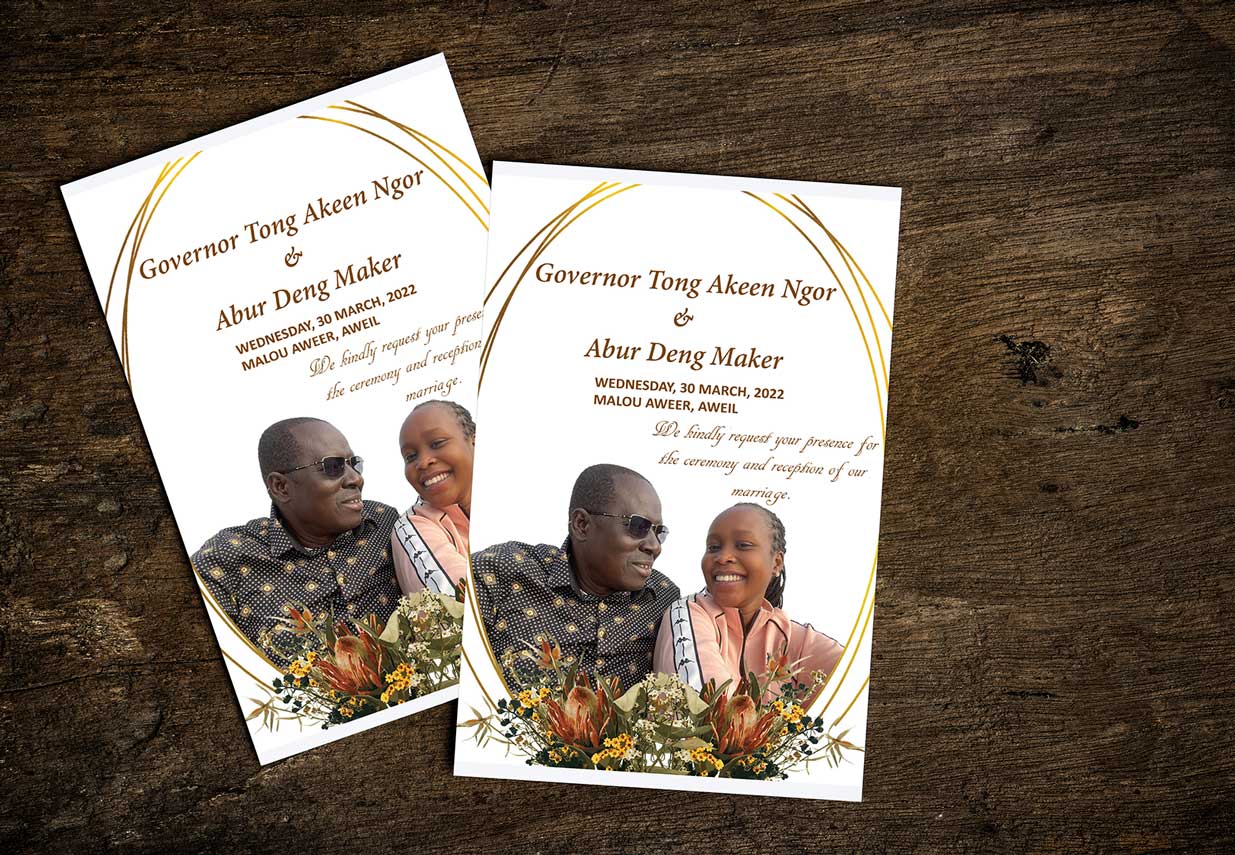 Governor Tong Akeen Ngor
&
Abur Deng Maker
WEDNESDAY, 30 MARCH, 2022
MALOU AWEER, AWEIL
We kindly request your prese
the ceremony and reception
marriage.
Governor Tong Akeen Ngor
&
Abur Deng Maker
WEDNESDAY, 30 MARCH, 2022
MALOU AWEER, AWEIL
We kindly request your presence for
the ceremony and reception of our
marriage.